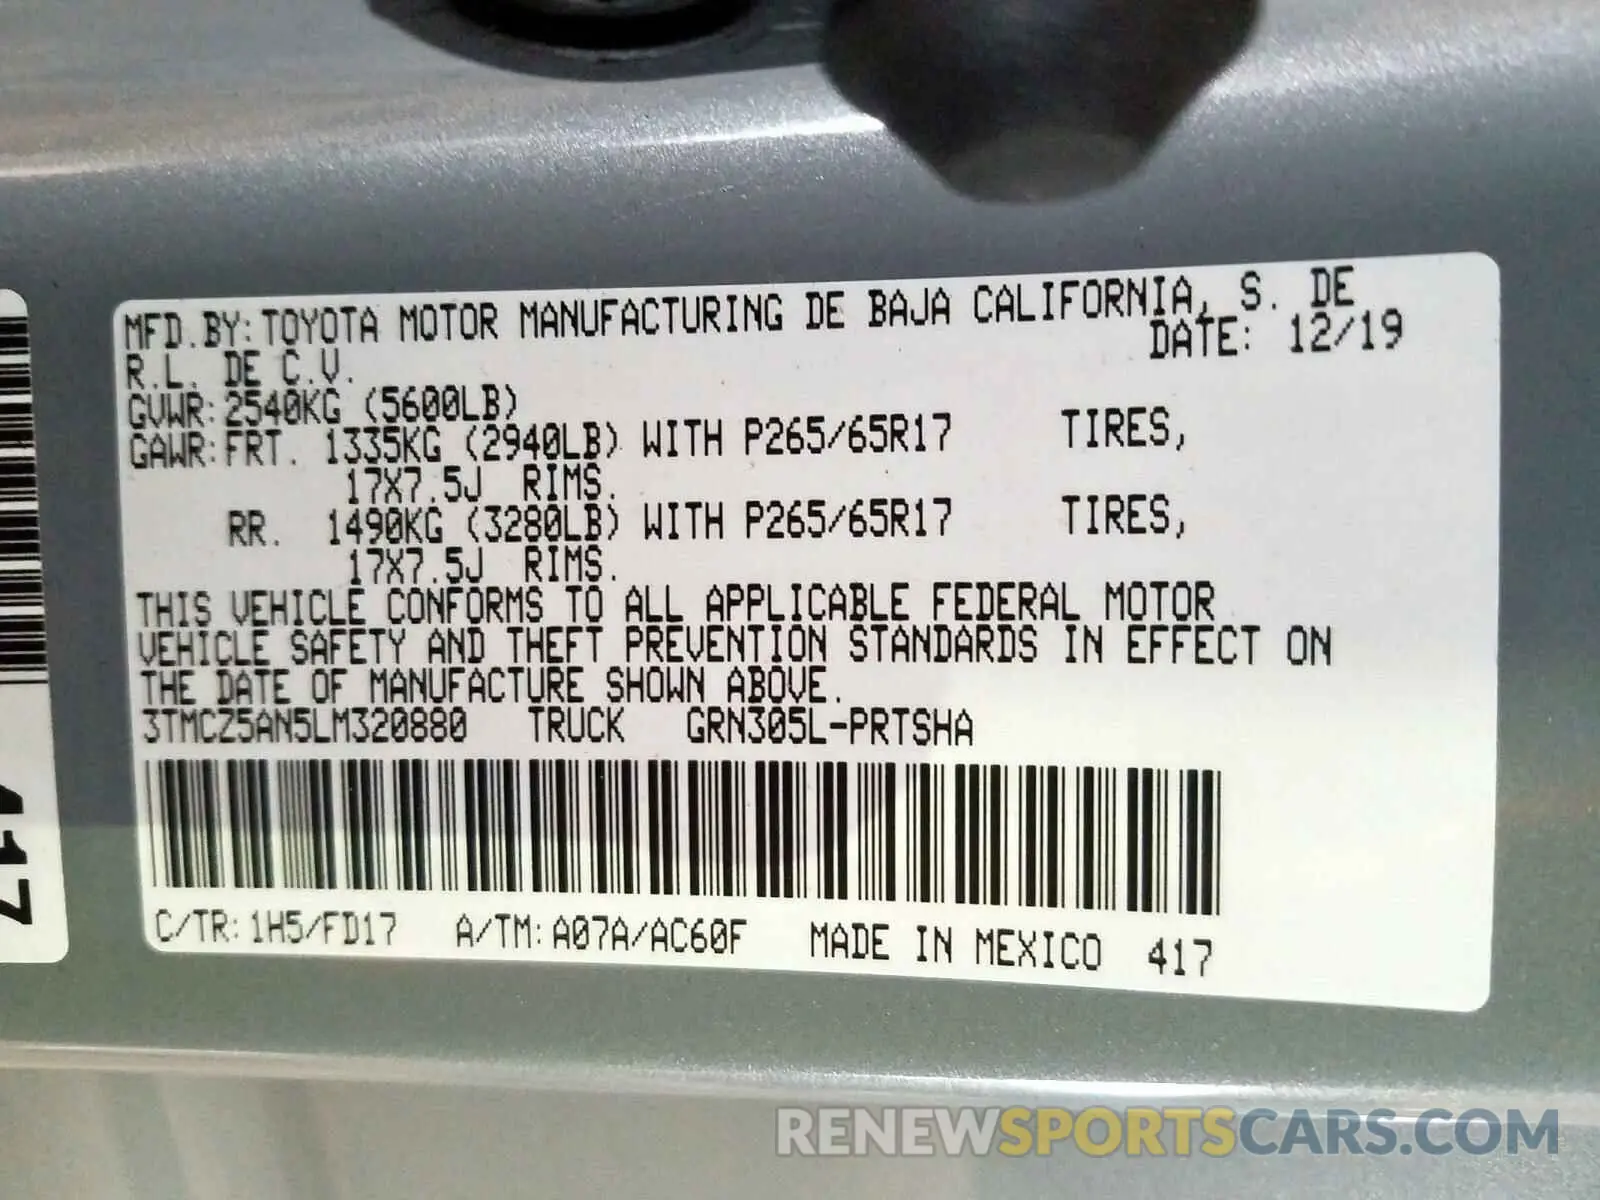 MFD.BY:TOYOTA MOTOR MANUFACTURING DE BAJA CALIFORNIA, S. DE
R.L. DE C.V. DATE: 12/19
GVWR:2540KG (5600LB)
GAWR:FRT. 1335KG (2940LB) WITH P265/65R17 TIRES,
17X7.5J RIMS.
RR. 1490KG (3280LB) WITH P265/65R17 TIRES,
17X7.5J RIMS.
THIS VEHICLE CONFORMS TO ALL APPLICABLE FEDERAL MOTOR
VEHICLE SAFETY AND THEFT PREVENTION STANDARDS IN EFFECT ON
THE DATE OF MANUFACTURE SHOWN ABOVE.
3TMCZ5AN5LM320880 TRUCK GRN305L-PRTSHA
C/TR:1H5/FD17 A/TM:A07A/AC60F MADE IN MEXICO 417
417
RENEWSPORTSCARS.COM